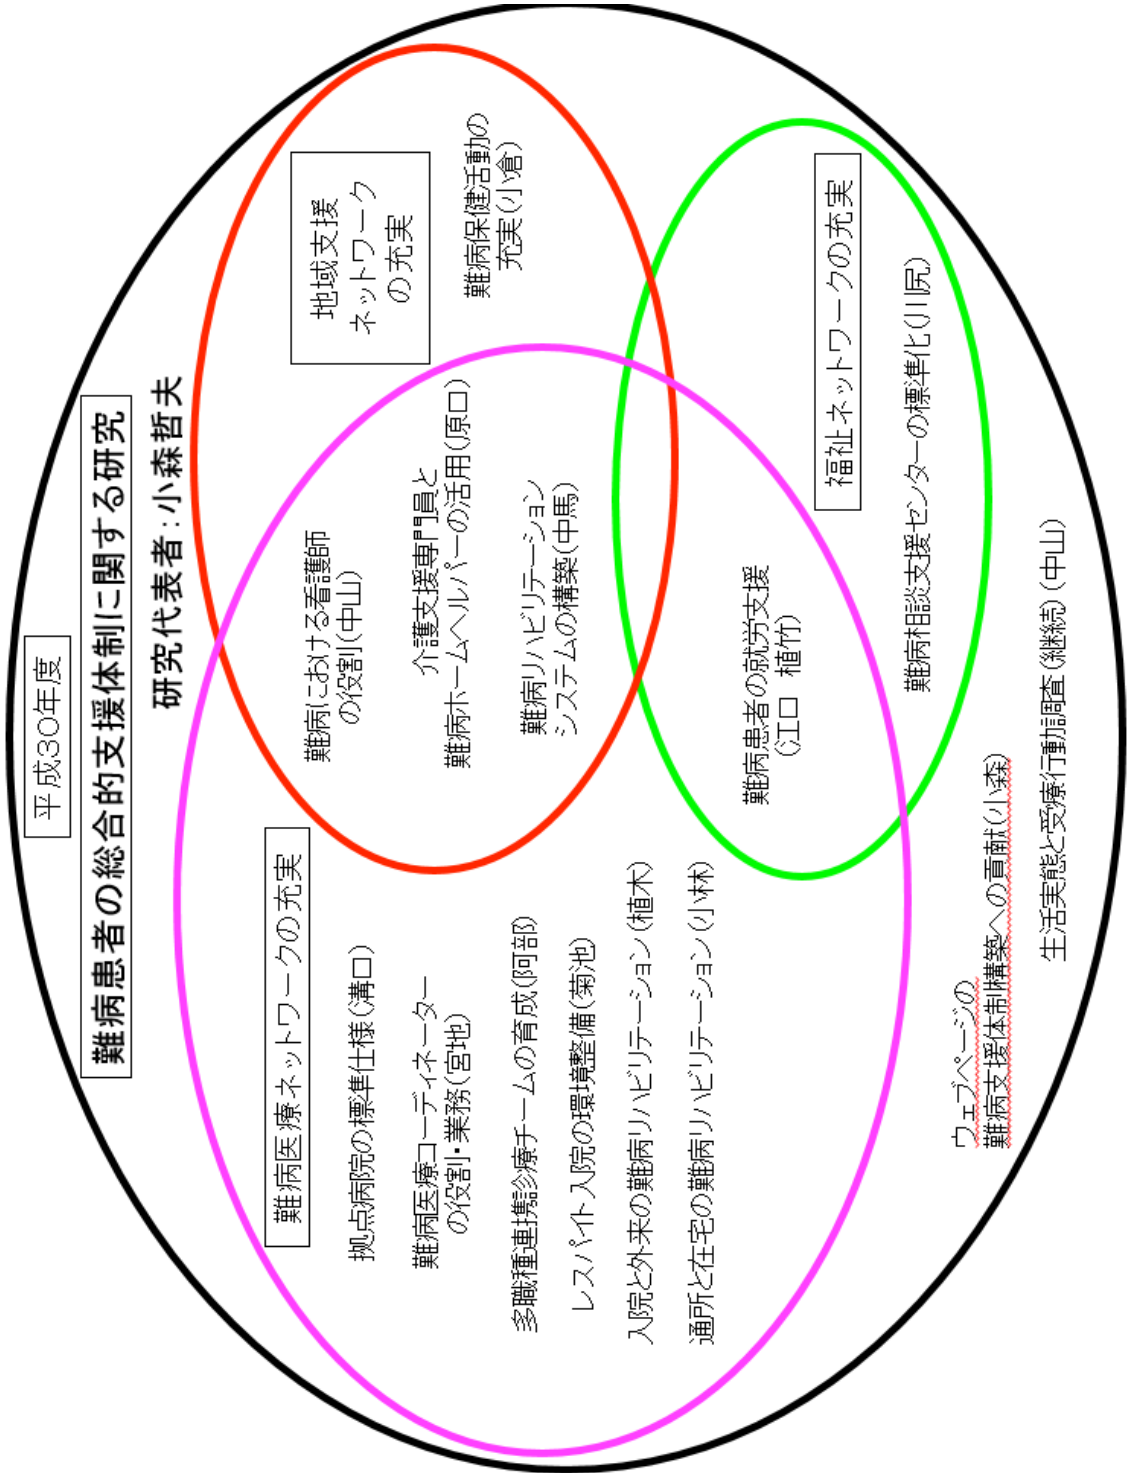 平成30年度
難病患者の総合的支援体制に関する研究
研究代表者:小森哲夫
難病医療ネットワークの充実
拠点病院の標準仕様(溝口)
難病医療コーディネーター
の役割・業務(宮地)
多職種連携診療チームの育成(阿部)
レスパイト入院の環境整備(菊池)
入院と外来の難病リハビリテーション(植木)
通所と在宅の難病リハビリテーション(小林)
難病における看護師
の役割(中山)
介護支援専門員と
難病ホームヘルパーの活用(原口)
難病リハビリテーション
システムの構築(中馬)
地域支援
ネットワーク
の充実
難病保健活動の
充実(小倉)
難病患者の就労支援
(江口 植竹)
福祉ネットワークの充実
難病相談支援センターの標準化(川尻)
ウェブページの
難病支援体制構築への貢献(小森)
生活実態と受療行動調査(継続)(中山)